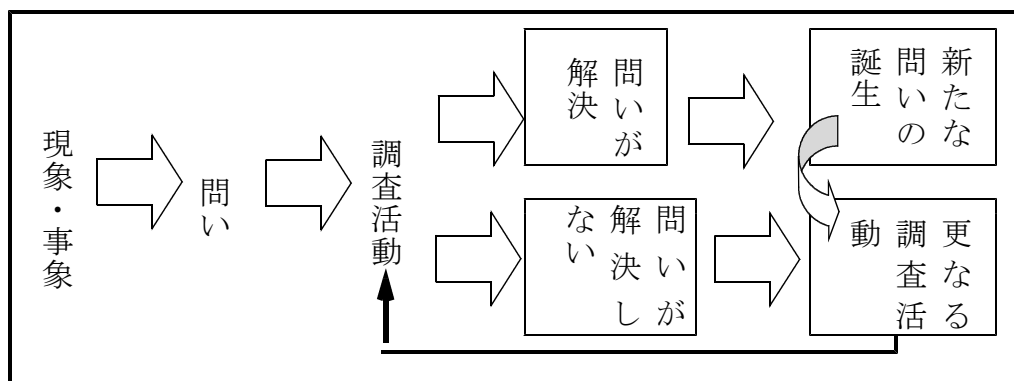 現象・事象
問い
調査活動
問いが
解決
新たな
問いの
誕生
問いが
解決し
ない
更なる
調査活
動